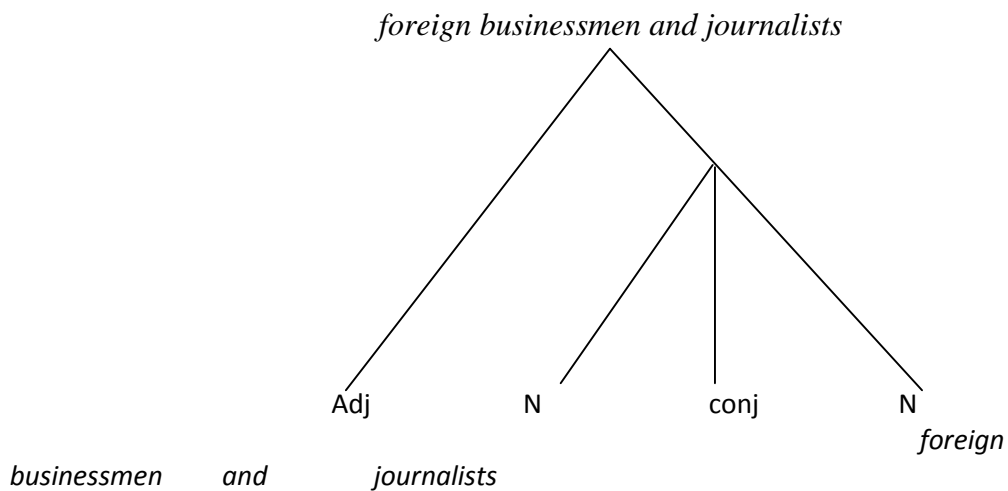 foreign businessmen and journalists
Adj N conj N
foreign
businessmen and journalists